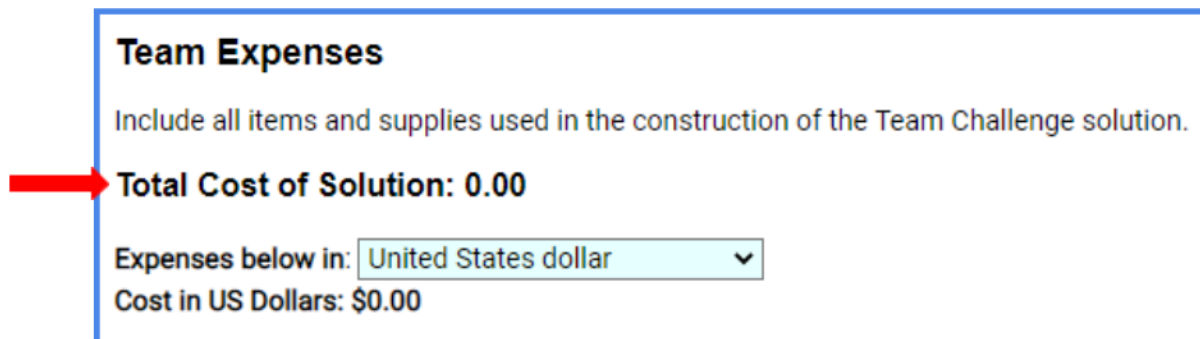 Team Expenses
Include all items and supplies used in the construction of the Team Challenge solution.
Total Cost of Solution: 0.00
Expenses below in: United States dollar
Cost in US Dollars: $0.00